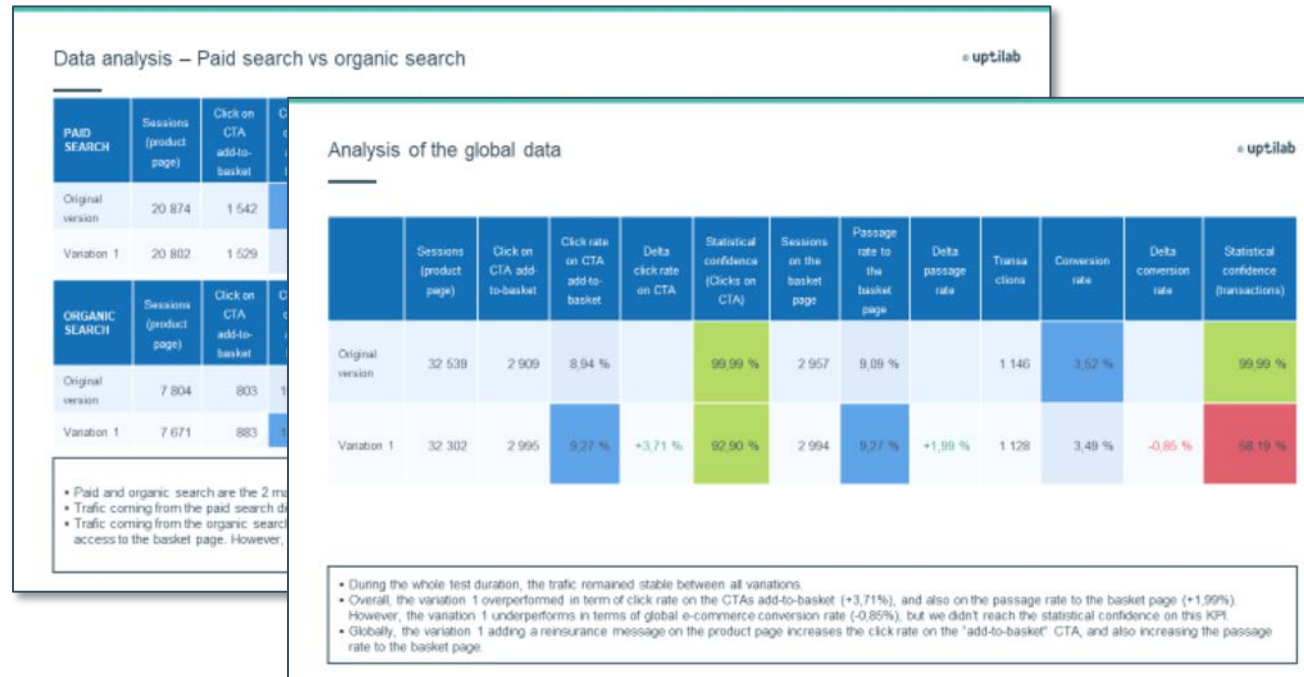 Data analysis – Paid search vs organic search
uptilab
PAID SEARCH
Sessions (product page)
Click on CTA add-to-basket
Original version 20 874 1 542
Variation 1 20 802 1 529
ORGANIC SEARCH
Sessions (product page)
Click on CTA add-to-basket
Original version 7 804 803
Variation 1 7 671 883
▪ Paid and organic search are the 2
▪ Trafic coming from the paid search
▪ Trafic coming from the organic search
access to the basket page. However,
Analysis of the global data
uptilab
Sessions (product page)
Click on CTA add-to-basket
Click rate on CTA add-to-basket
Delta click rate on CTA
Statistical confidence (Clicks on CTA)
Sessions on the basket page
Passage rate to the basket page
Delta passage rate
Transactions
Conversion rate
Delta conversion rate
Statistical confidence (transactions)
Original version 32 539 2 909 8,94 % 99,99 % 2 957 9,09 % 1 146 3,52 % 99,99 %
Variation 1 32 302 2 995 9,27 % +3,71 % 92,90 % 2 994 9,27 % +1,99 % 1 128 3,49 % -0,85 % 58,19 %
▪ During the whole test duration, the trafic remained stable between all variations.
▪ Overall, the variation 1 overperformed in term of click rate on the CTAs add-to-basket (+3,71%), and also on the passage rate to the basket page (+1,99%).
However, the variation 1 underperforms in terms of global e-commerce conversion rate (-0,85%), but we didn't reach the statistical confidence on this KPI.
▪ Globally, the variation 1 adding a reinsurance message on the product page increases the click rate on the "add-to-basket" CTA, and also increasing the passage
rate to the basket page.